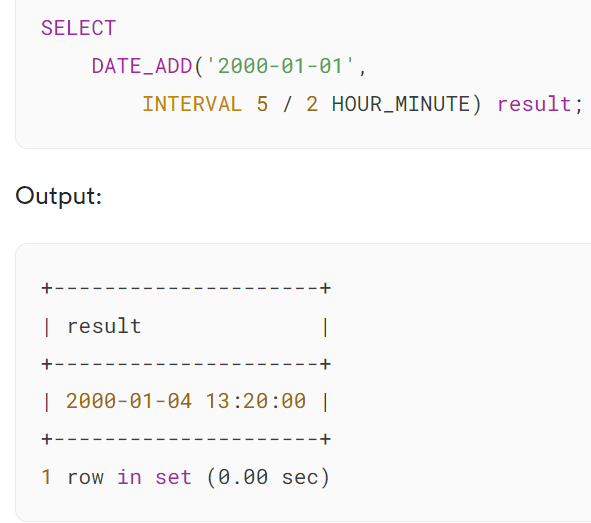 SELECT
    DATE_ADD('2000-01-01',
        INTERVAL 5 / 2 HOUR_MINUTE) result;
Output:
+---------------------+
| result              |
+---------------------+
| 2000-01-04 13:20:00 |
+---------------------+
1 row in set (0.00 sec)